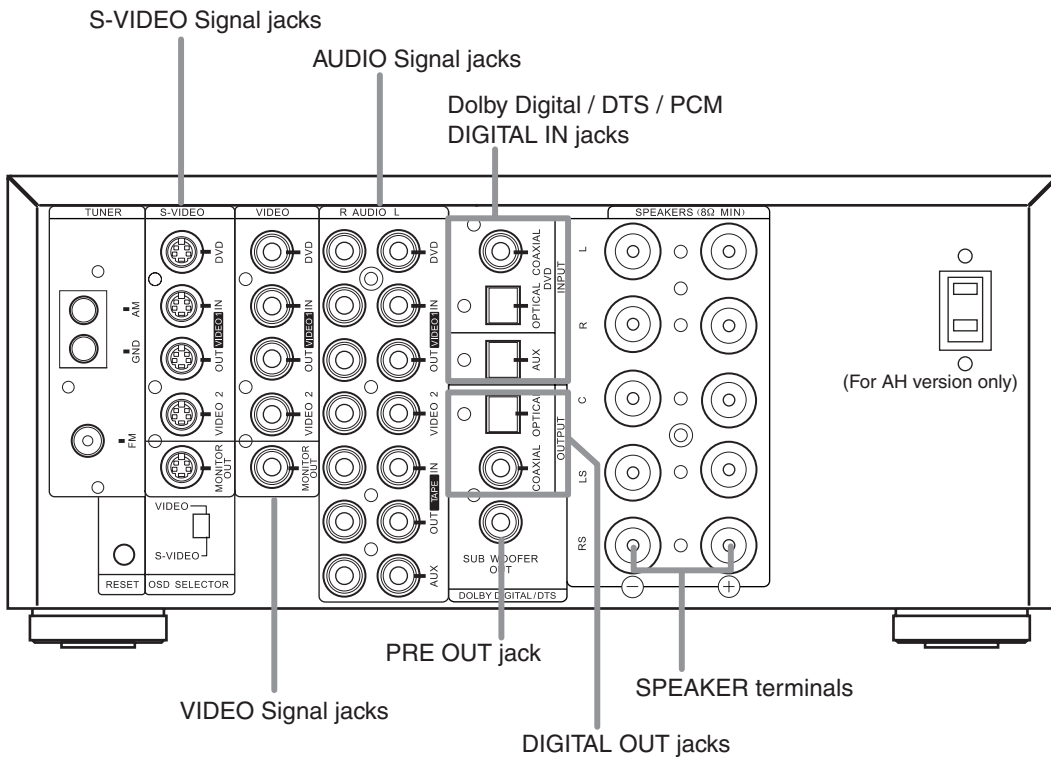 S-VIDEO Signal jacks
AUDIO Signal jacks
Dolby Digital / DTS / PCM
DIGITAL IN jacks
TUNER
S-VIDEO
VIDEO
R AUDIO L
SPEAKERS (8Ω MIN)
AM
GND
FM
DVD
IN
VIDEO 1
OUT
VIDEO 2
MONITOR
OUT
DVD
IN
VIDEO 1
OUT
VIDEO 2
MONITOR
OUT
DVD
IN
VIDEO 1
OUT
VIDEO 2
IN
TAPE
OUT
AUX
COAXIAL
OPTICAL
DVD
INPUT
AUX
OPTICAL
COAXIAL
OUTPUT
SUB WOOFER
OUT
DOLBY DIGITAL/DTS
L
R
C
LS
RS
−
+
(For AH version only)
VIDEO
S-VIDEO
RESET
OSD SELECTOR
PRE OUT jack
SPEAKER terminals
VIDEO Signal jacks
DIGITAL OUT jacks